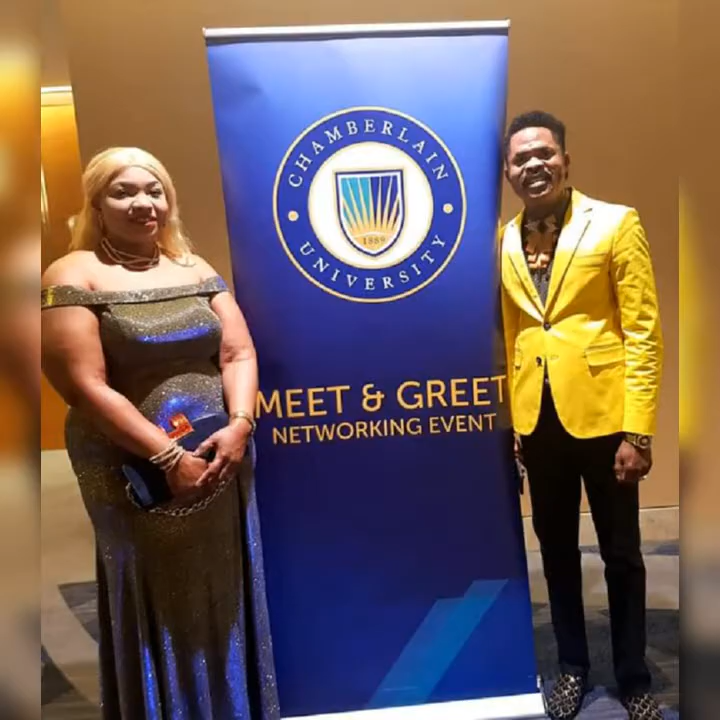 CHAMBERLAIN
1889
UNIVERSITY
MEET & GREET
NETWORKING EVENT